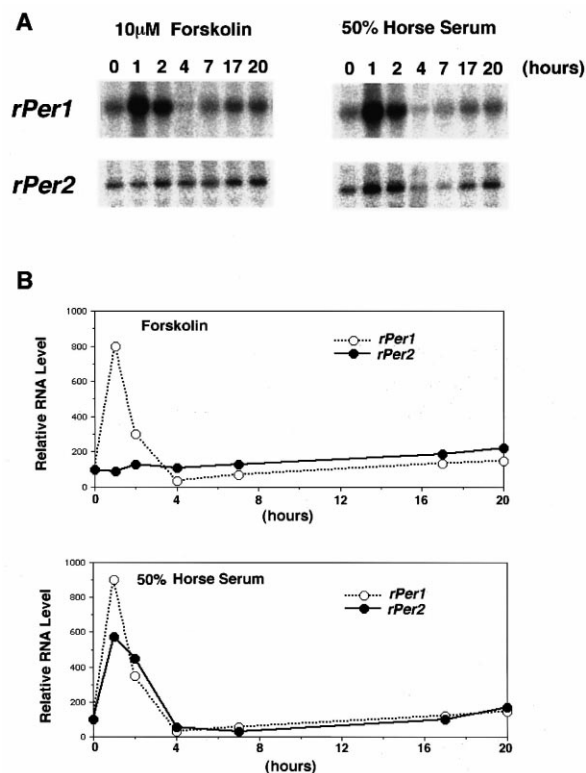 A
10μM Forskolin
50% Horse Serum
0 1 2 4 7 17 20
0 1 2 4 7 17 20 (hours)
rPer1
rPer2
B
1000
800
600
400
200
0
Relative RNA Level
Forskolin
rPer1
rPer2
0 4 8 12 16 20
(hours)
1000
800
600
400
200
0
Relative RNA Level
50% Horse Serum
rPer1
rPer2
0 4 8 12 16 20
(hours)